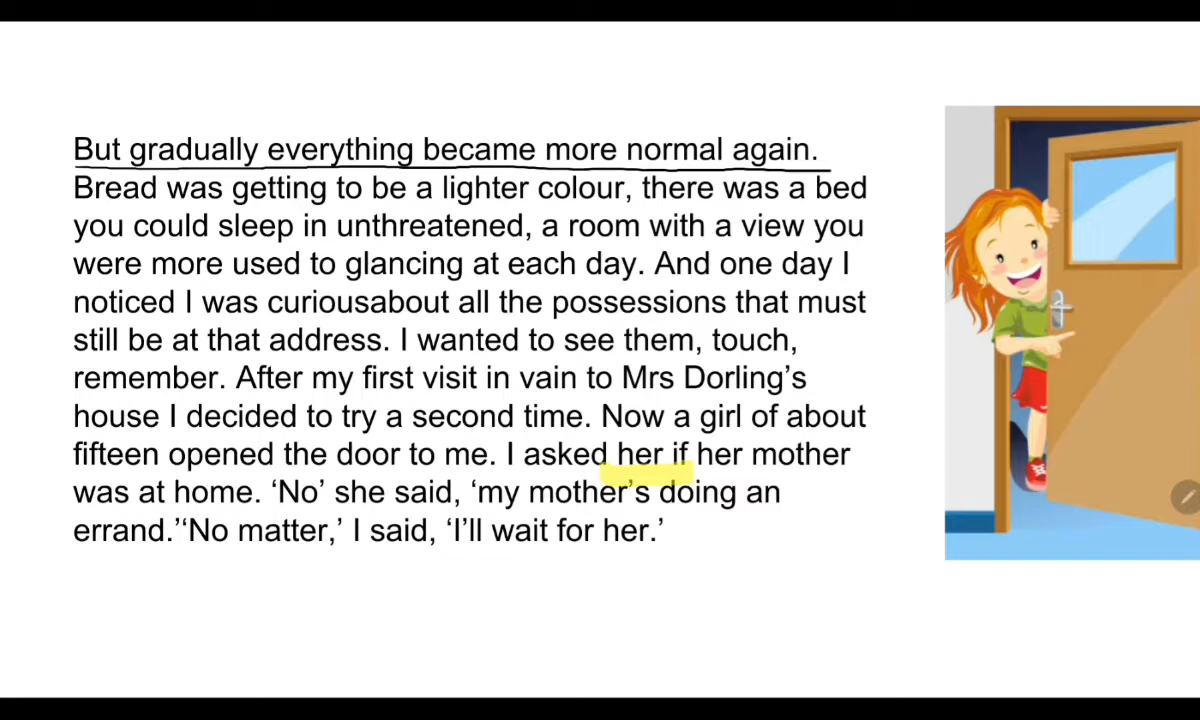 But gradually everything became more normal again.
Bread was getting to be a lighter colour, there was a bed
you could sleep in unthreatened, a room with a view you
were more used to glancing at each day. And one day I
noticed I was curiousabout all the possessions that must
still be at that address. I wanted to see them, touch,
remember. After my first visit in vain to Mrs Dorling’s
house I decided to try a second time. Now a girl of about
fifteen opened the door to me. I asked her if her mother
was at home. ‘No’ she said, ‘my mother’s doing an
errand.’‘No matter,’ I said, ‘I’ll wait for her.’